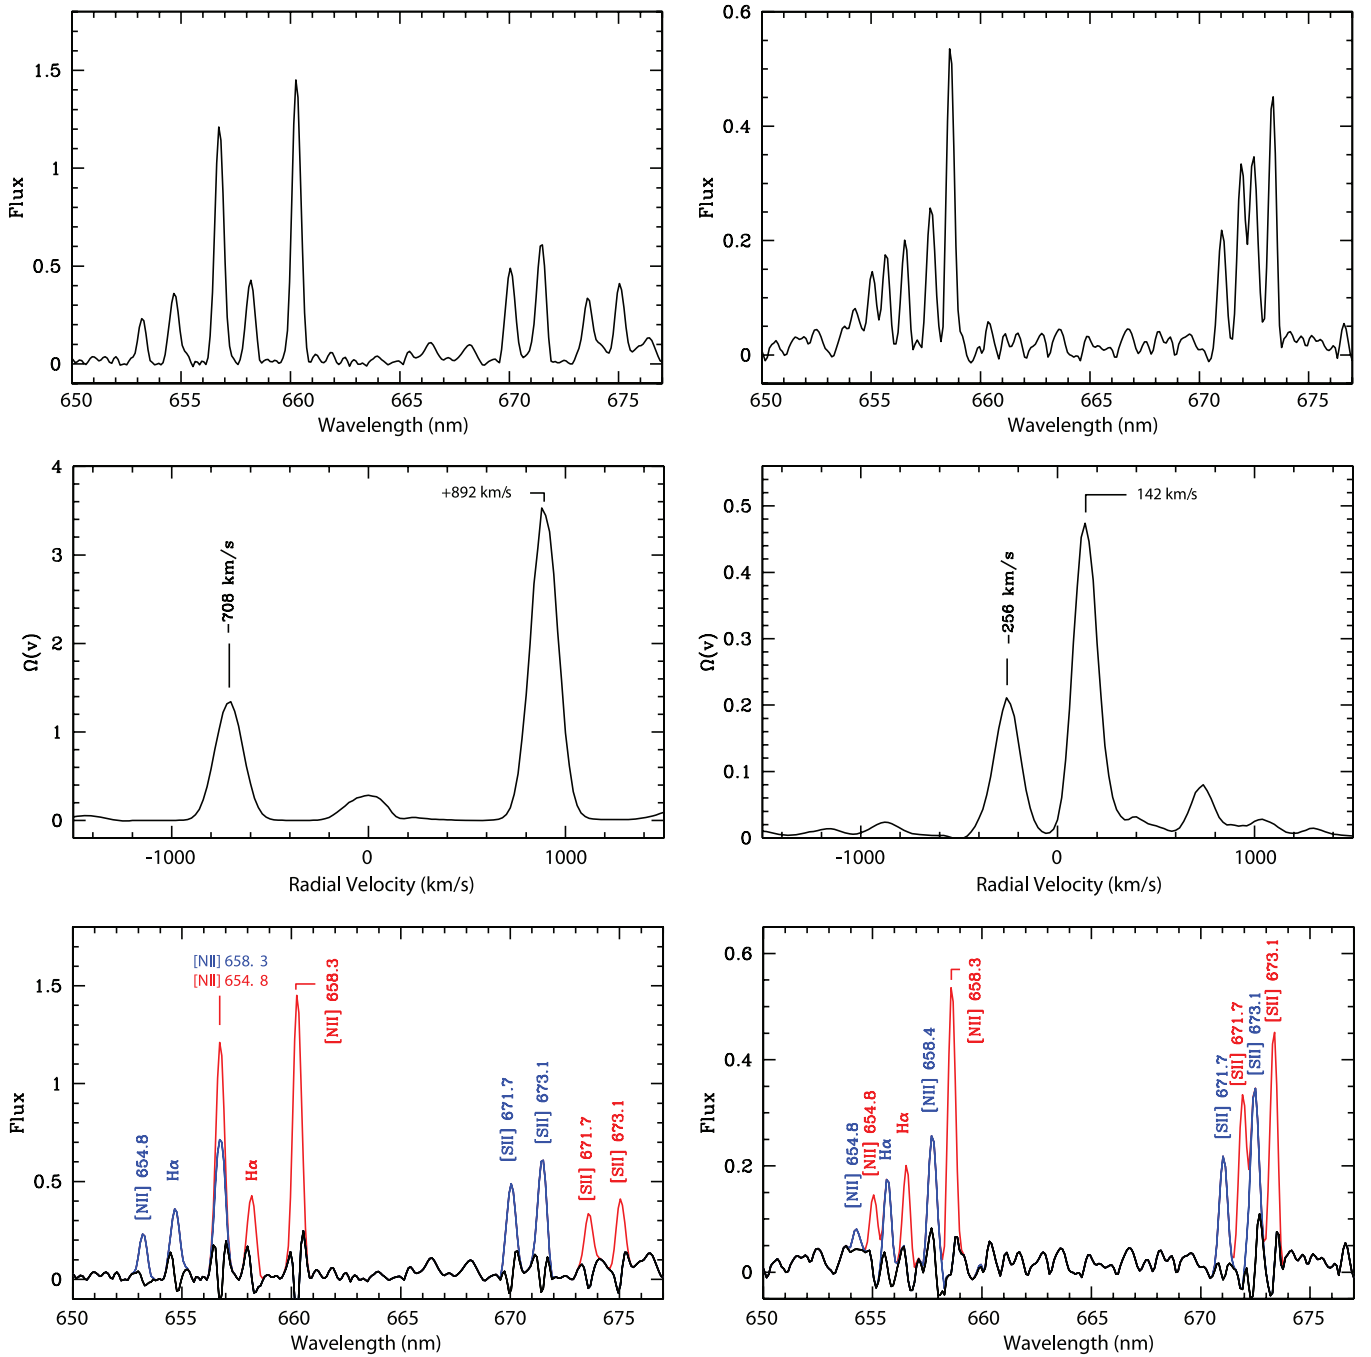 Flux
1.5
1
0.5
0
650
655
660
665
670
675
Wavelength (nm)
Flux
0.6
0.4
0.2
0
650
655
660
665
670
675
Wavelength (nm)
Ω(v)
4
3
2
1
0
-708 km/s
+892 km/s
-1000
0
1000
Radial Velocity (km/s)
Ω(v)
0.5
0.4
0.3
0.2
0.1
0
-256 km/s
142 km/s
-1000
0
1000
Radial Velocity (km/s)
Flux
1.5
1
0.5
0
[NII] 654.8
Hα
[NII] 658. 3
[NII] 654. 8
Hα
[NII] 658.3
[SII] 671.7
[SII] 673.1
[SII] 671.7
[SII] 673.1
650
655
660
665
670
675
Wavelength (nm)
Flux
0.6
0.4
0.2
0
[NII] 654.8
[NII] 654.8
Hα
Hα
[NII] 658.4
[NII] 658.3
[SII] 671.7
[SII] 671.7
[SII] 673.1
[SII] 673.1
650
655
660
665
670
675
Wavelength (nm)